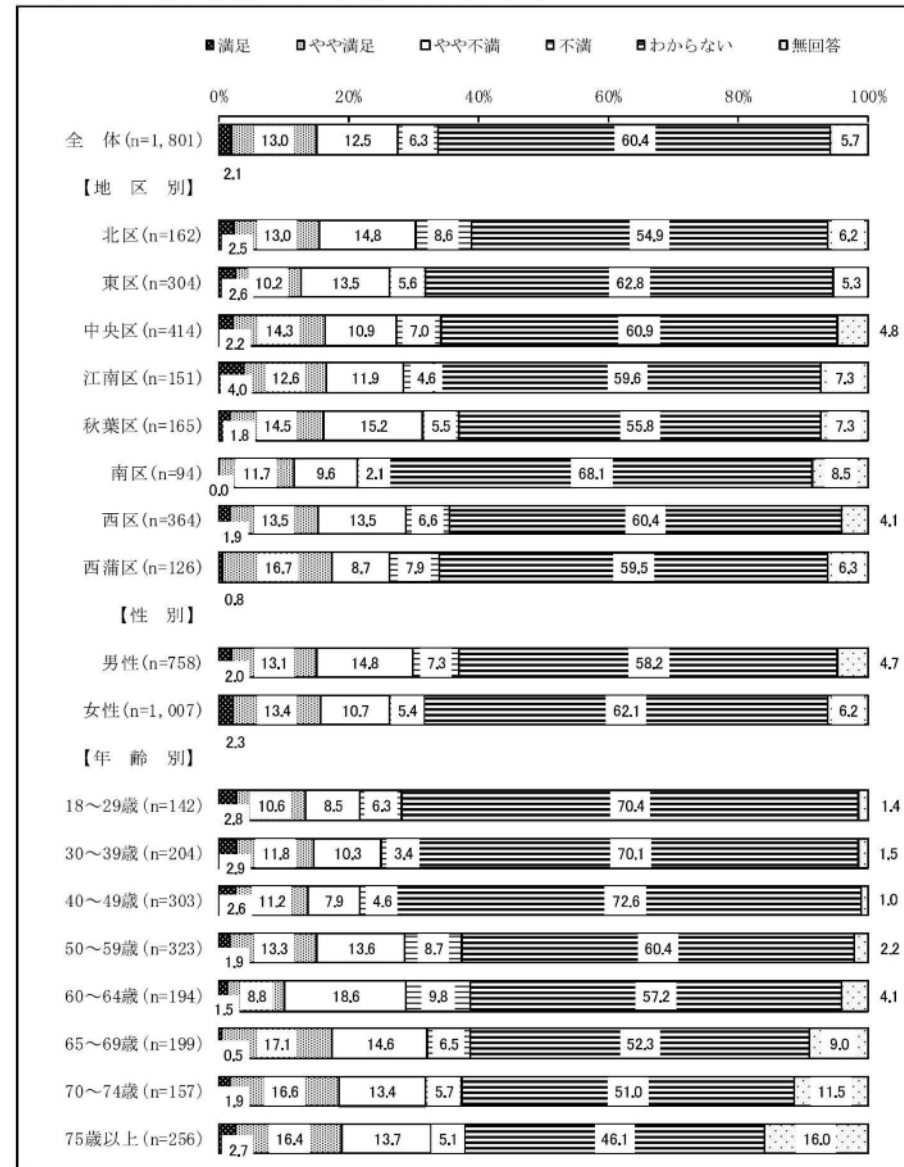 満足 やや満足 やや不満 不満 わからない 無回答
0% 20% 40% 60% 80% 100%
全 体(n=1,801) 13.0 12.5 6.3 60.4 5.7
2.1
【地 区 別】
北区(n=162) 2.5 13.0 14.8 8.6 54.9 6.2
東区(n=304) 2.6 10.2 13.5 5.6 62.8 5.3
中央区(n=414) 2.2 14.3 10.9 7.0 60.9 4.8
江南区(n=151) 4.0 12.6 11.9 4.6 59.6 7.3
秋葉区(n=165) 1.8 14.5 15.2 5.5 55.8 7.3
南区(n=94) 0.0 11.7 9.6 2.1 68.1 8.5
西区(n=364) 1.9 13.5 13.5 6.6 60.4 4.1
西蒲区(n=126) 16.7 8.7 7.9 59.5 6.3
0.8
【性 別】
男性(n=758) 2.0 13.1 14.8 7.3 58.2 4.7
女性(n=1,007) 13.4 10.7 5.4 62.1 6.2
2.3
【年 齢 別】
18～29歳(n=142) 2.8 10.6 8.5 6.3 70.4 1.4
30～39歳(n=204) 2.9 11.8 10.3 3.4 70.1 1.5
40～49歳(n=303) 2.6 11.2 7.9 4.6 72.6 1.0
50～59歳(n=323) 1.9 13.3 13.6 8.7 60.4 2.2
60～64歳(n=194) 1.5 8.8 18.6 9.8 57.2 4.1
65～69歳(n=199) 0.5 17.1 14.6 6.5 52.3 9.0
70～74歳(n=157) 1.9 16.6 13.4 5.7 51.0 11.5
75歳以上(n=256) 2.7 16.4 13.7 5.1 46.1 16.0